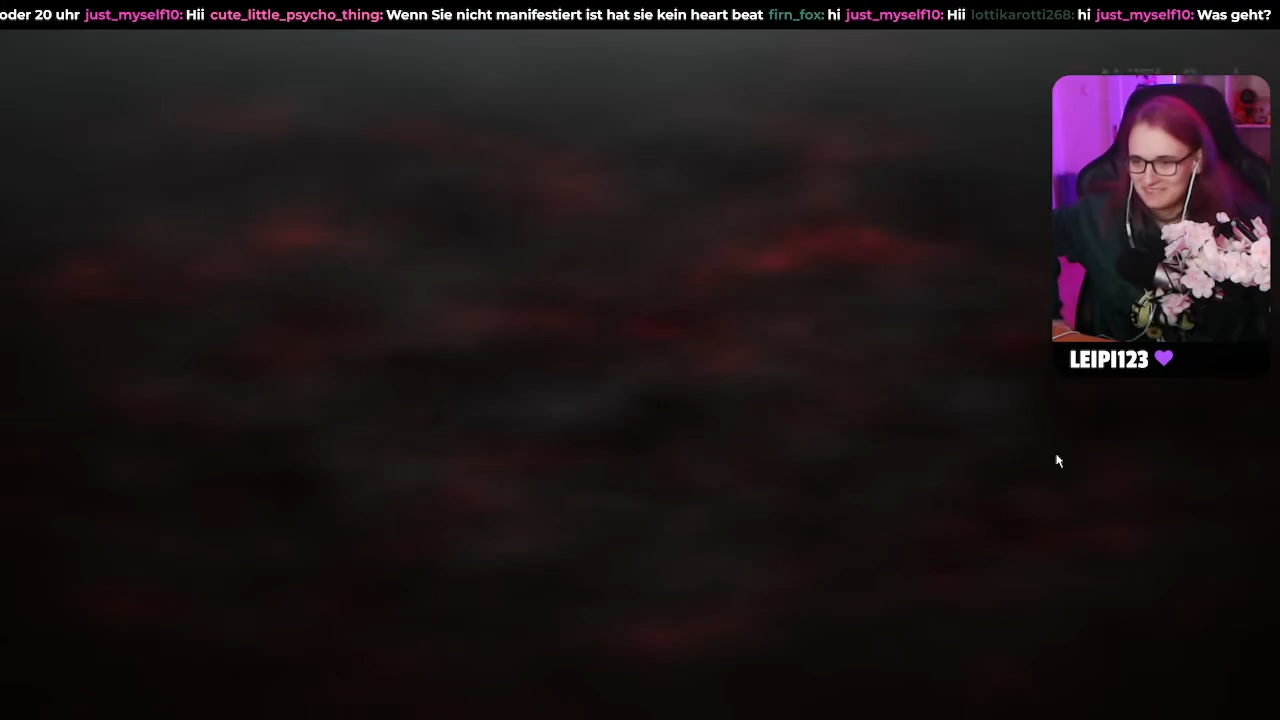 oder 20 uhr just_myself10: Hii cute_little_psycho_thing: Wenn Sie nicht manifestiert ist hat sie kein heart beat firn_fox: hi just_myself10: Hii lottikarotti268: hi just_myself10: Was geht?
LEIPI123